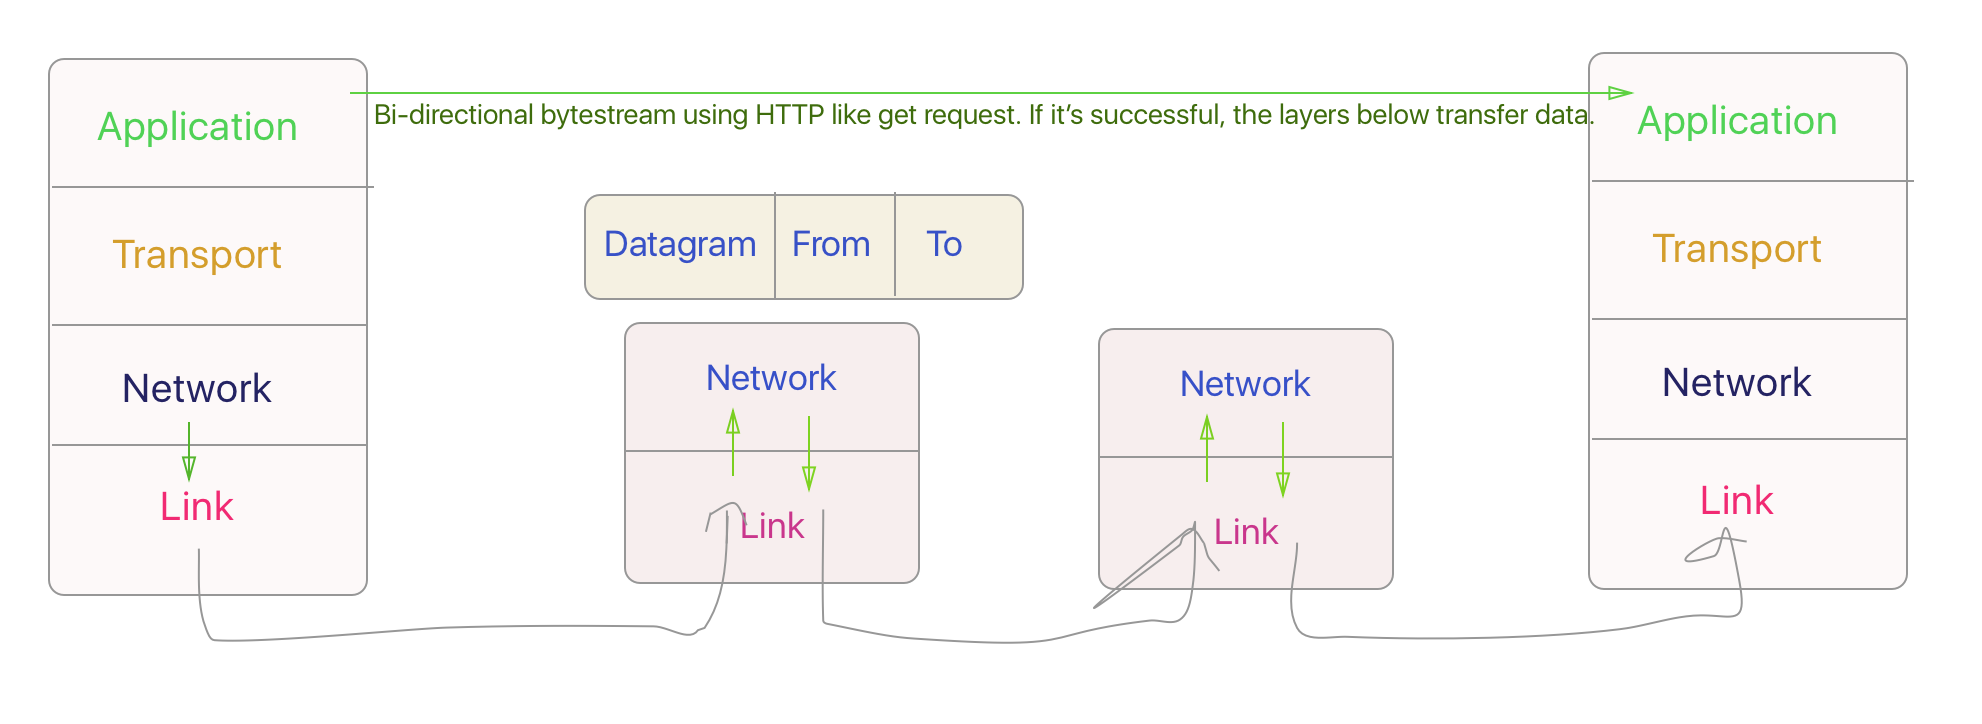 Application
Transport
Network
Link
Bi-directional bytestream using HTTP like get request. If it’s successful, the layers below transfer data.
Datagram From To
Network
Link
Network
Link
Application
Transport
Network
Link